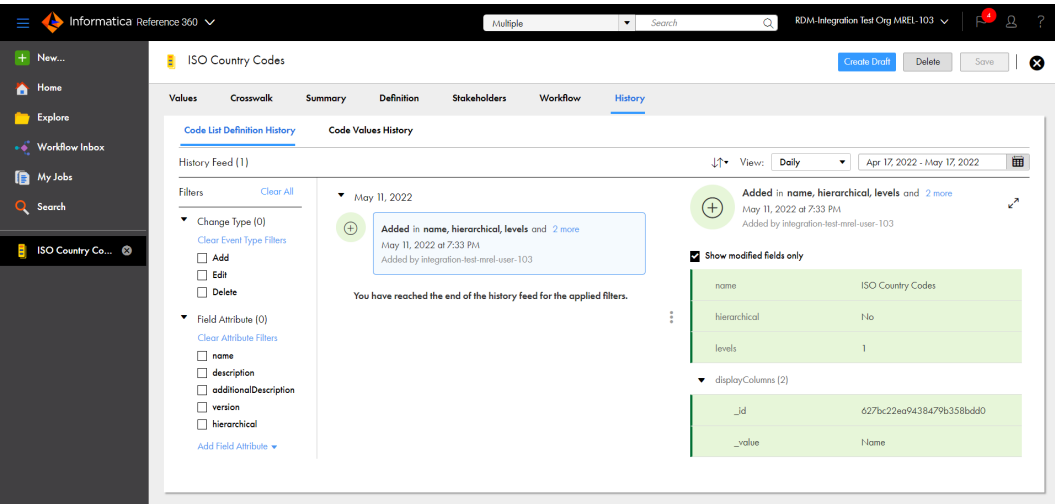 Informatica Reference 360
Multiple
Search
RDM-Integration Test Org MREL-103
4
?
New...
Home
Explore
Workflow Inbox
My Jobs
Search
ISO Country Co...
ISO Country Codes
Create Draft
Delete
Save
Values
Crosswalk
Summary
Definition
Stakeholders
Workflow
History
Code List Definition History
Code Values History
History Feed (1)
View:
Daily
Apr 17, 2022 - May 17, 2022
Filters
Clear All
Change Type (0)
Clear Event Type Filters
Add
Edit
Delete
Field Attribute (0)
Clear Attribute Filters
name
description
additionalDescription
version
hierarchical
Add Field Attribute
May 11, 2022
Added in name, hierarchical, levels and 2 more
May 11, 2022 at 7:33 PM
Added by integration-test-mrel-user-103
You have reached the end of the history feed for the applied filters.
Added in name, hierarchical, levels and 2 more
May 11, 2022 at 7:33 PM
Added by integration-test-mrel-user-103
Show modified fields only
name ISO Country Codes
hierarchical No
levels 1
displayColumns (2)
_id 627bc22ea9438479b358bdd0
_value Name